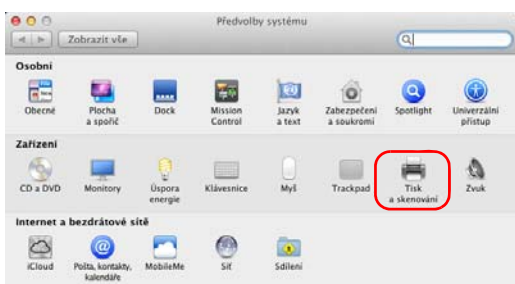 Předvolby systému
Zobrazit vše
Osobní
Obecné Plocha a spořič Dock Mission Control Jazyk a text Zabezpečení a soukromí Spotlight Univerzální přístup
Zařízení
CD a DVD Monitory Úspora energie Klávesnice Myš Trackpad Tisk a skenování Zvuk
Internet a bezdrátové sítě
iCloud Pošta, kontakty, kalendáře MobileMe Síť Sdílení